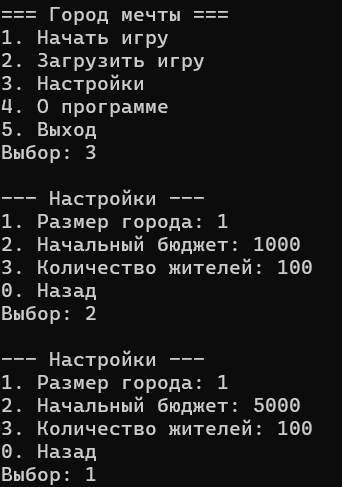 === Город мечты ===
1. Начать игру
2. Загрузить игру
3. Настройки
4. О программе
5. Выход
Выбор: 3
--- Настройки ---
1. Размер города: 1
2. Начальный бюджет: 1000
3. Количество жителей: 100
0. Назад
Выбор: 2
--- Настройки ---
1. Размер города: 1
2. Начальный бюджет: 5000
3. Количество жителей: 100
0. Назад
Выбор: 1